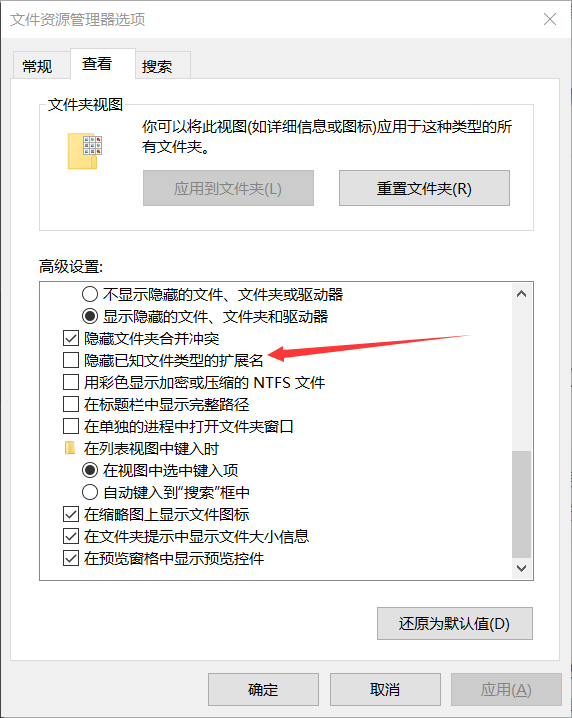 文件资源管理器选项
常规
查看
搜索
文件夹视图
你可以将此视图(如详细信息或图标)应用于这种类型的所
有文件夹。
应用到文件夹(L)
重置文件夹(R)
高级设置:
不显示隐藏的文件、文件夹或驱动器
显示隐藏的文件、文件夹和驱动器
隐藏文件夹合并冲突
隐藏已知文件类型的扩展名
用彩色显示加密或压缩的 NTFS 文件
在标题栏中显示完整路径
在单独的进程中打开文件夹窗口
在列表视图中键入时
在视图中选中键入项
自动键入到“搜索”框中
在缩略图上显示文件图标
在文件夹提示中显示文件大小信息
在预览窗格中显示预览控件
还原为默认值(D)
确定
取消
应用(A)